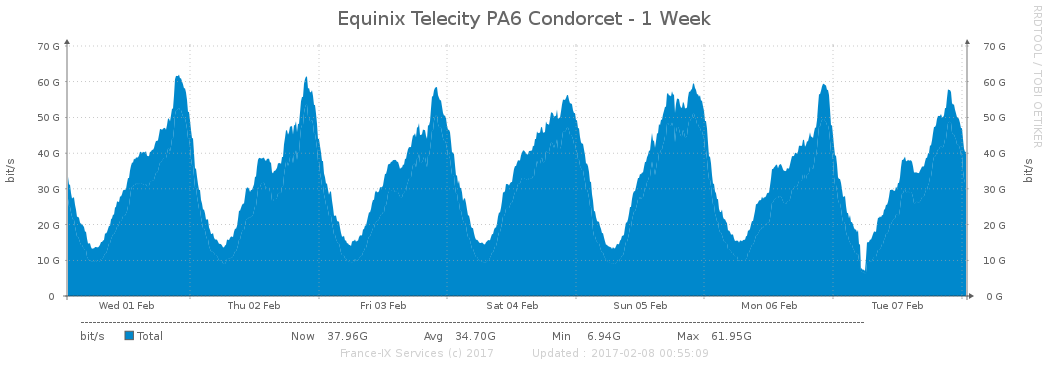 Equinix Telecity PA6 Condorcet - 1 Week
RRDTOOL / TOBI OETIKER
bit/s
70 G 70 G
60 G 60 G
50 G 50 G
40 G 40 G
30 G 30 G
20 G 20 G
10 G 10 G
0 0 G
bit/s
Wed 01 Feb Thu 02 Feb Fri 03 Feb Sat 04 Feb Sun 05 Feb Mon 06 Feb Tue 07 Feb
bit/s Total Now 37.96G Avg 34.70G Min 6.94G Max 61.95G
France-IX Services (c) 2017 Updated : 2017-02-08 00:55:09